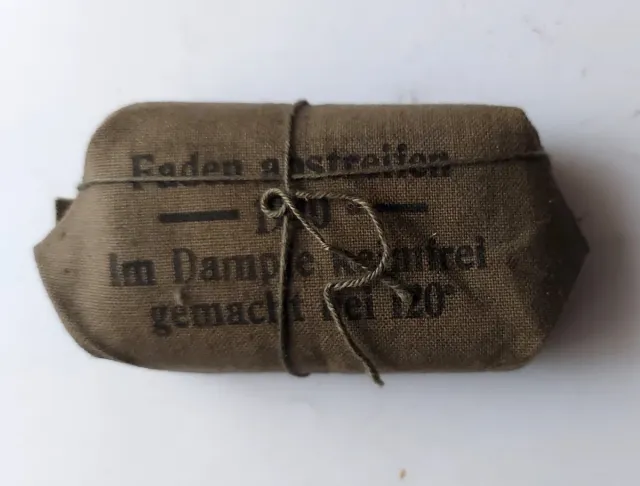 Faden abstreifen
Im Dampfe keimfrei
gemacht bei 120°